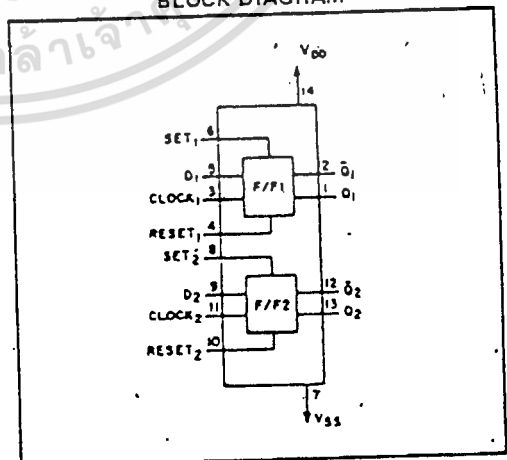 BLOCK DIAGRAM
VDD
14
SET1 6
D1 5
CLOCK1 3
RESET1 4
F/F1
2 Q̄1
1 Q1
SET2 8
D2 9
CLOCK2 11
RESET2 10
F/F2
12 Q̄2
13 Q2
7
VSS